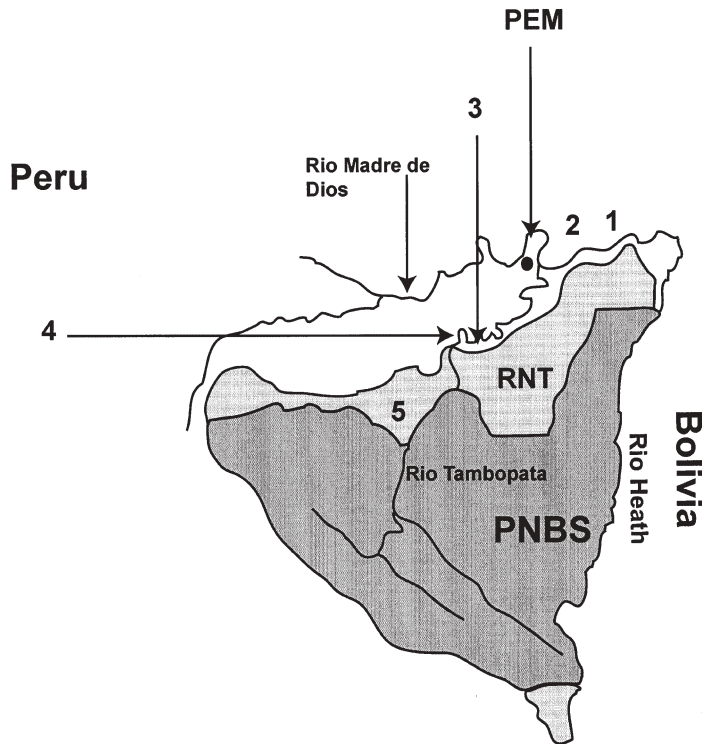 PEM
3
Peru
Rio Madre de
Dios
2
1
4
RNT
5
Rio Tambopata
PNBS
Rio Heath
Bolivia